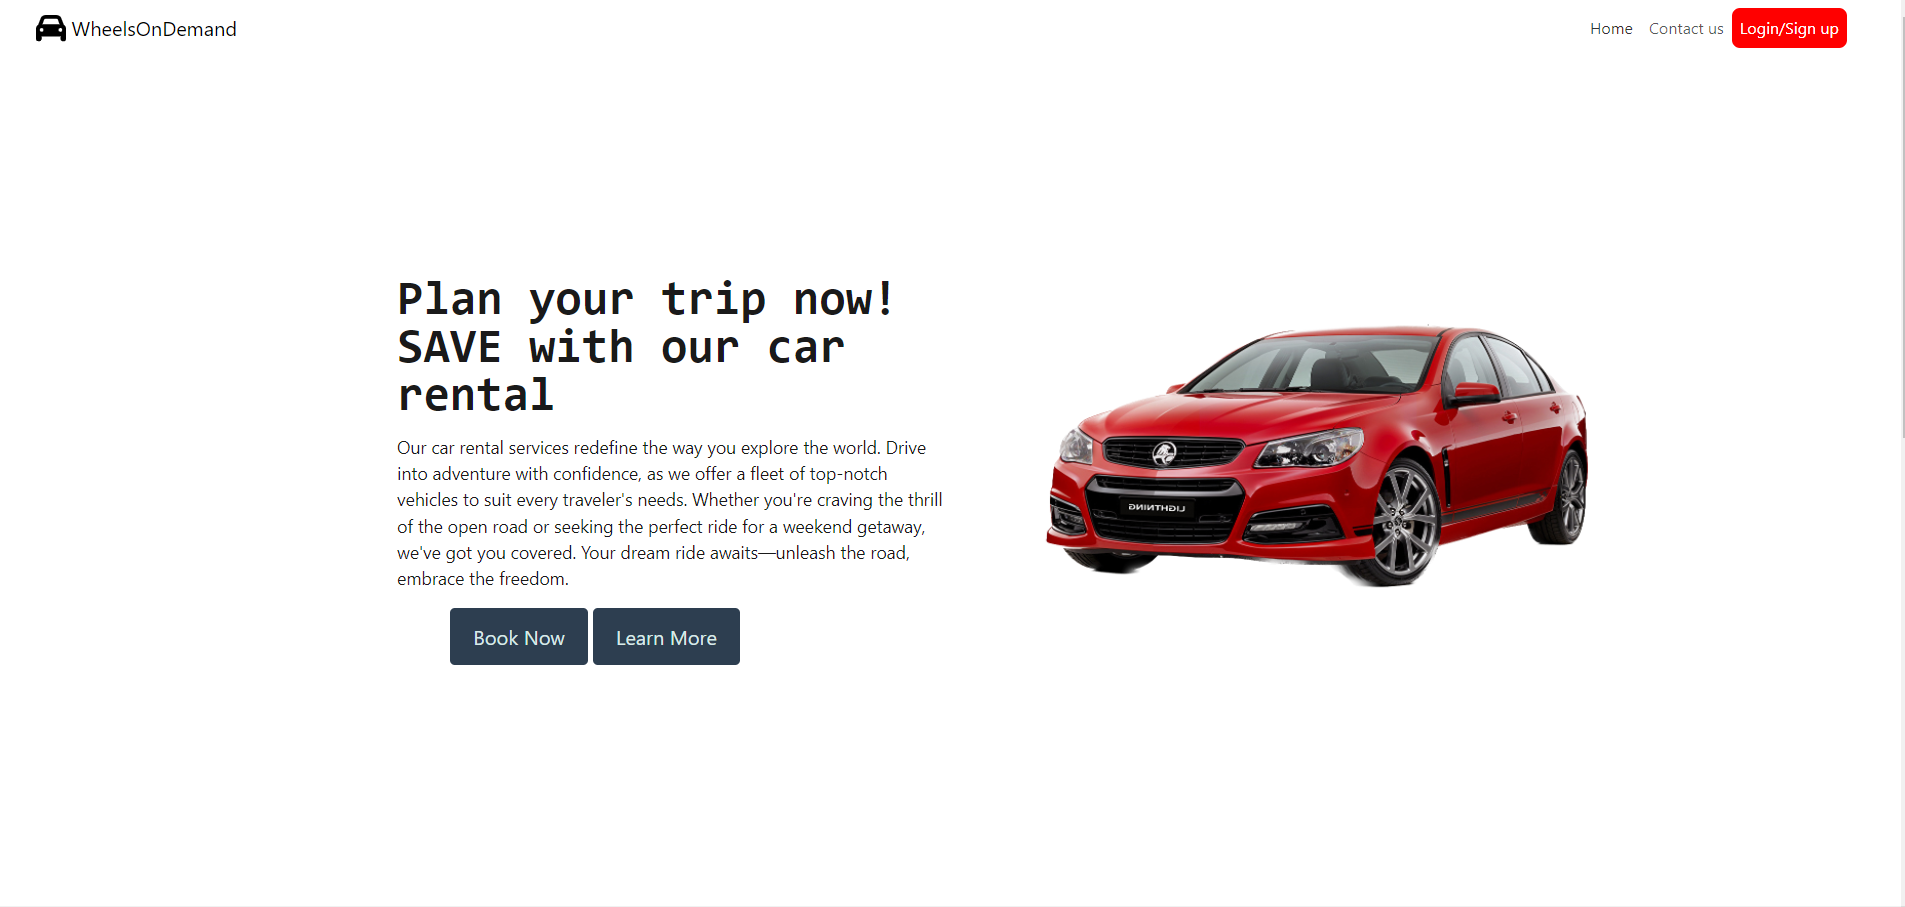 WheelsOnDemand
Home
Contact us
Login/Sign up
Plan your trip now!
SAVE with our car
rental
Our car rental services redefine the way you explore the world. Drive
into adventure with confidence, as we offer a fleet of top-notch
vehicles to suit every traveler's needs. Whether you're craving the thrill
of the open road or seeking the perfect ride for a weekend getaway,
we've got you covered. Your dream ride awaits—unleash the road,
embrace the freedom.
Book Now
Learn More
LIGHTNING